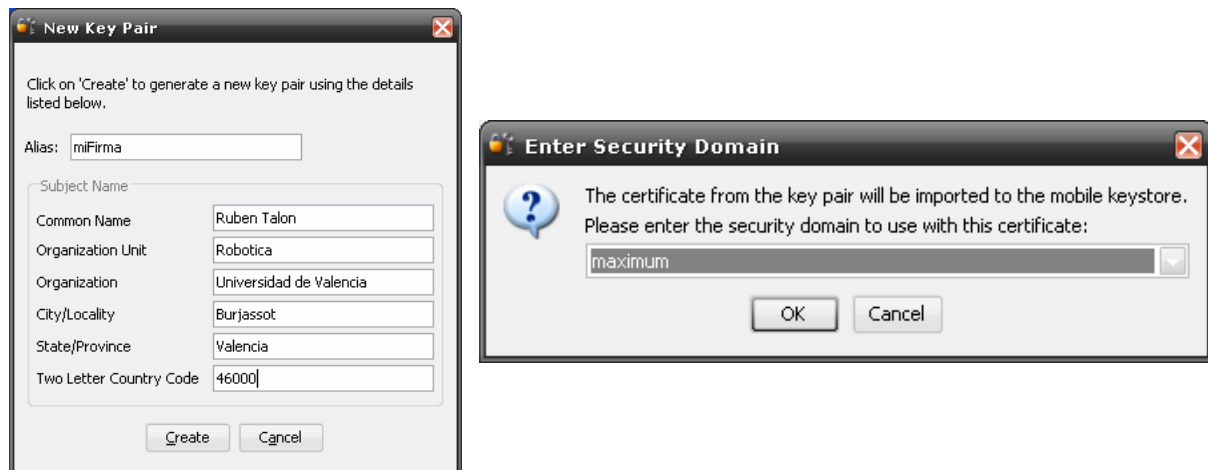 New Key Pair
Click on 'Create' to generate a new key pair using the details
listed below.
Alias: miFirma
Subject Name
Common Name Ruben Talon
Organization Unit Robotica
Organization Universidad de Valencia
City/Locality Burjassot
State/Province Valencia
Two Letter Country Code 46000
Create Cancel
Enter Security Domain
The certificate from the key pair will be imported to the mobile keystore.
Please enter the security domain to use with this certificate:
maximum
OK Cancel